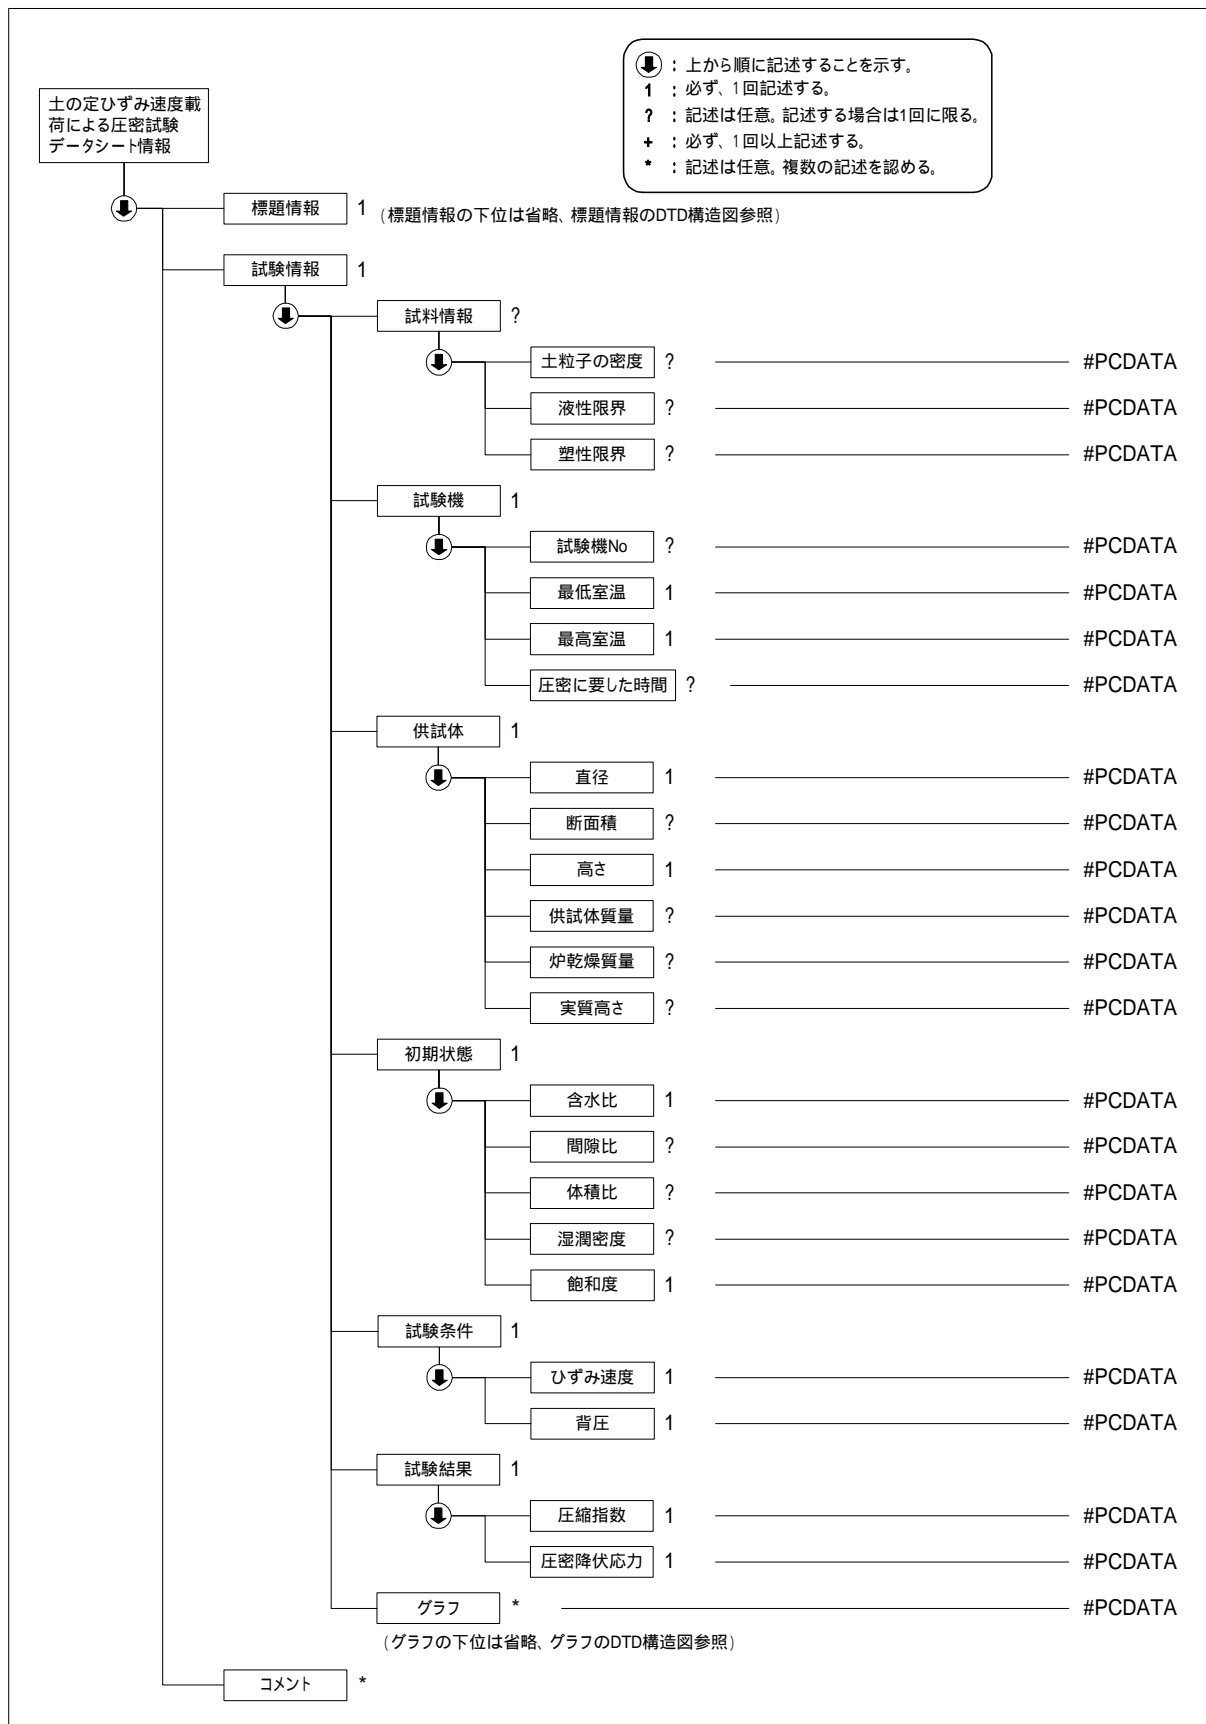 ⬇ : 上から順に記述することを示す。
1 : 必ず、1回記述する。
? : 記述は任意。記述する場合は1回に限る。
+ : 必ず、1回以上記述する。
* : 記述は任意。複数の記述を認める。
土の定ひずみ速度載
荷による圧密試験
データシート情報
標題情報 1 (標題情報の下位は省略、標題情報のDTD構造図参照)
試験情報 1
試料情報 ?
土粒子の密度 ? #PCDATA
液性限界 ? #PCDATA
塑性限界 ? #PCDATA
試験機 1
試験機No ? #PCDATA
最低室温 1 #PCDATA
最高室温 1 #PCDATA
圧密に要した時間 ? #PCDATA
供試体 1
直径 1 #PCDATA
断面積 ? #PCDATA
高さ 1 #PCDATA
供試体質量 ? #PCDATA
炉乾燥質量 ? #PCDATA
実質高さ ? #PCDATA
初期状態 1
含水比 1 #PCDATA
間隙比 ? #PCDATA
体積比 ? #PCDATA
湿潤密度 ? #PCDATA
飽和度 1 #PCDATA
試験条件 1
ひずみ速度 1 #PCDATA
背圧 1 #PCDATA
試験結果 1
圧縮指数 1 #PCDATA
圧密降伏応力 1 #PCDATA
グラフ * #PCDATA
(グラフの下位は省略、グラフのDTD構造図参照)
コメント *